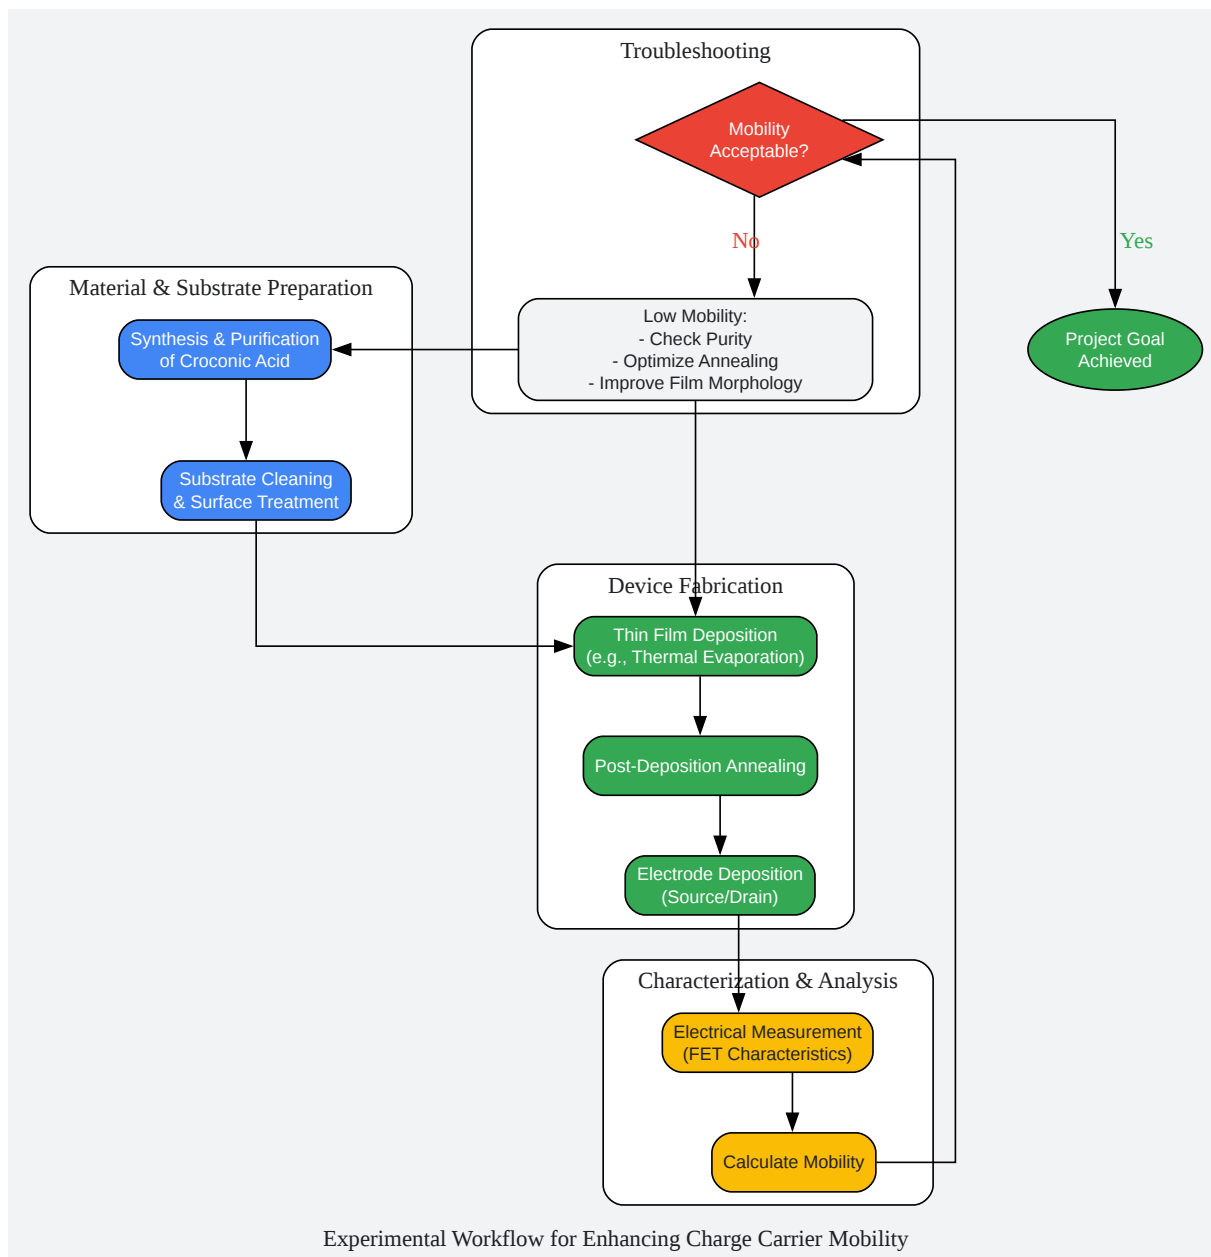 Troubleshooting
Mobility
Acceptable?
No
Yes
Low Mobility:
- Check Purity
- Optimize Annealing
- Improve Film Morphology
Project Goal
Achieved
Material & Substrate Preparation
Synthesis & Purification
of Croconic Acid
Substrate Cleaning
& Surface Treatment
Device Fabrication
Thin Film Deposition
(e.g., Thermal Evaporation)
Post-Deposition Annealing
Electrode Deposition
(Source/Drain)
Characterization & Analysis
Electrical Measurement
(FET Characteristics)
Calculate Mobility
Experimental Workflow for Enhancing Charge Carrier Mobility